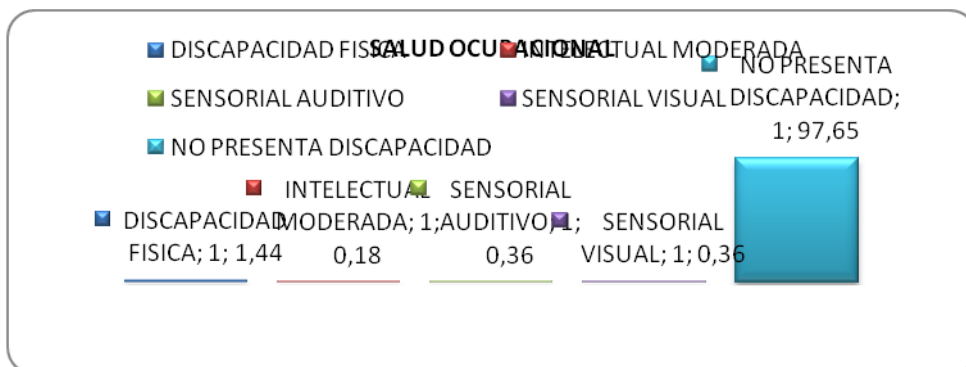 SALUD OCUPACIONAL
DISCAPACIDAD FISICA
INTELECTUAL MODERADA
SENSORIAL AUDITIVO
SENSORIAL VISUAL
NO PRESENTA DISCAPACIDAD
DISCAPACIDAD
FISICA; 1; 1,44
INTELECTUAL
MODERADA; 1;
0,18
SENSORIAL
AUDITIVO; 1;
0,36
SENSORIAL
VISUAL; 1; 0,36
NO PRESENTA
DISCAPACIDAD;
1; 97,65